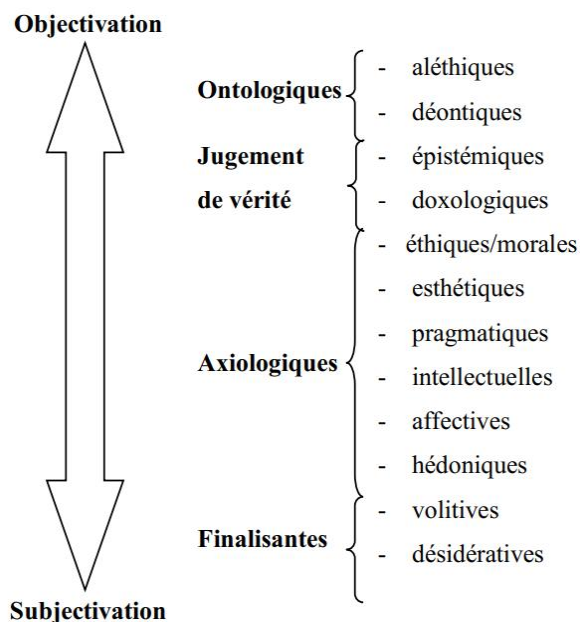 Objectivation
- aléthiques
Ontologiques
- déontiques
Jugement - épistémiques
de vérité - doxologiques
- éthiques/morales
- esthétiques
- pragmatiques
Axiologiques - intellectuelles
- affectives
- hédoniques
- volitives
Finalisantes - désidératives
Subjectivation